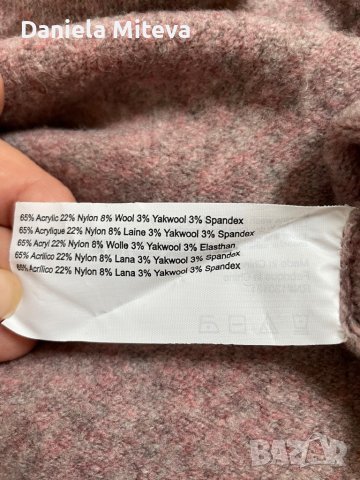 Daniela Miteva
65% Acrylic 22% Nylon 8% Wool 3% Yakwool 3% Spandex
65% Acrylique 22% Nylon 8% Laine 3% Yakwool 3% Spandex
65% Acryl 22% Nylon 8% Wolle 3% Yakwool 3% Elasthan
65% Acrilico 22% Nylon 8% Lana 3% Yakwool 3% Spandex
65% Acrílico 22% Nylon 8% Lana 3% Yakwool 3% Spandex
BAZAR